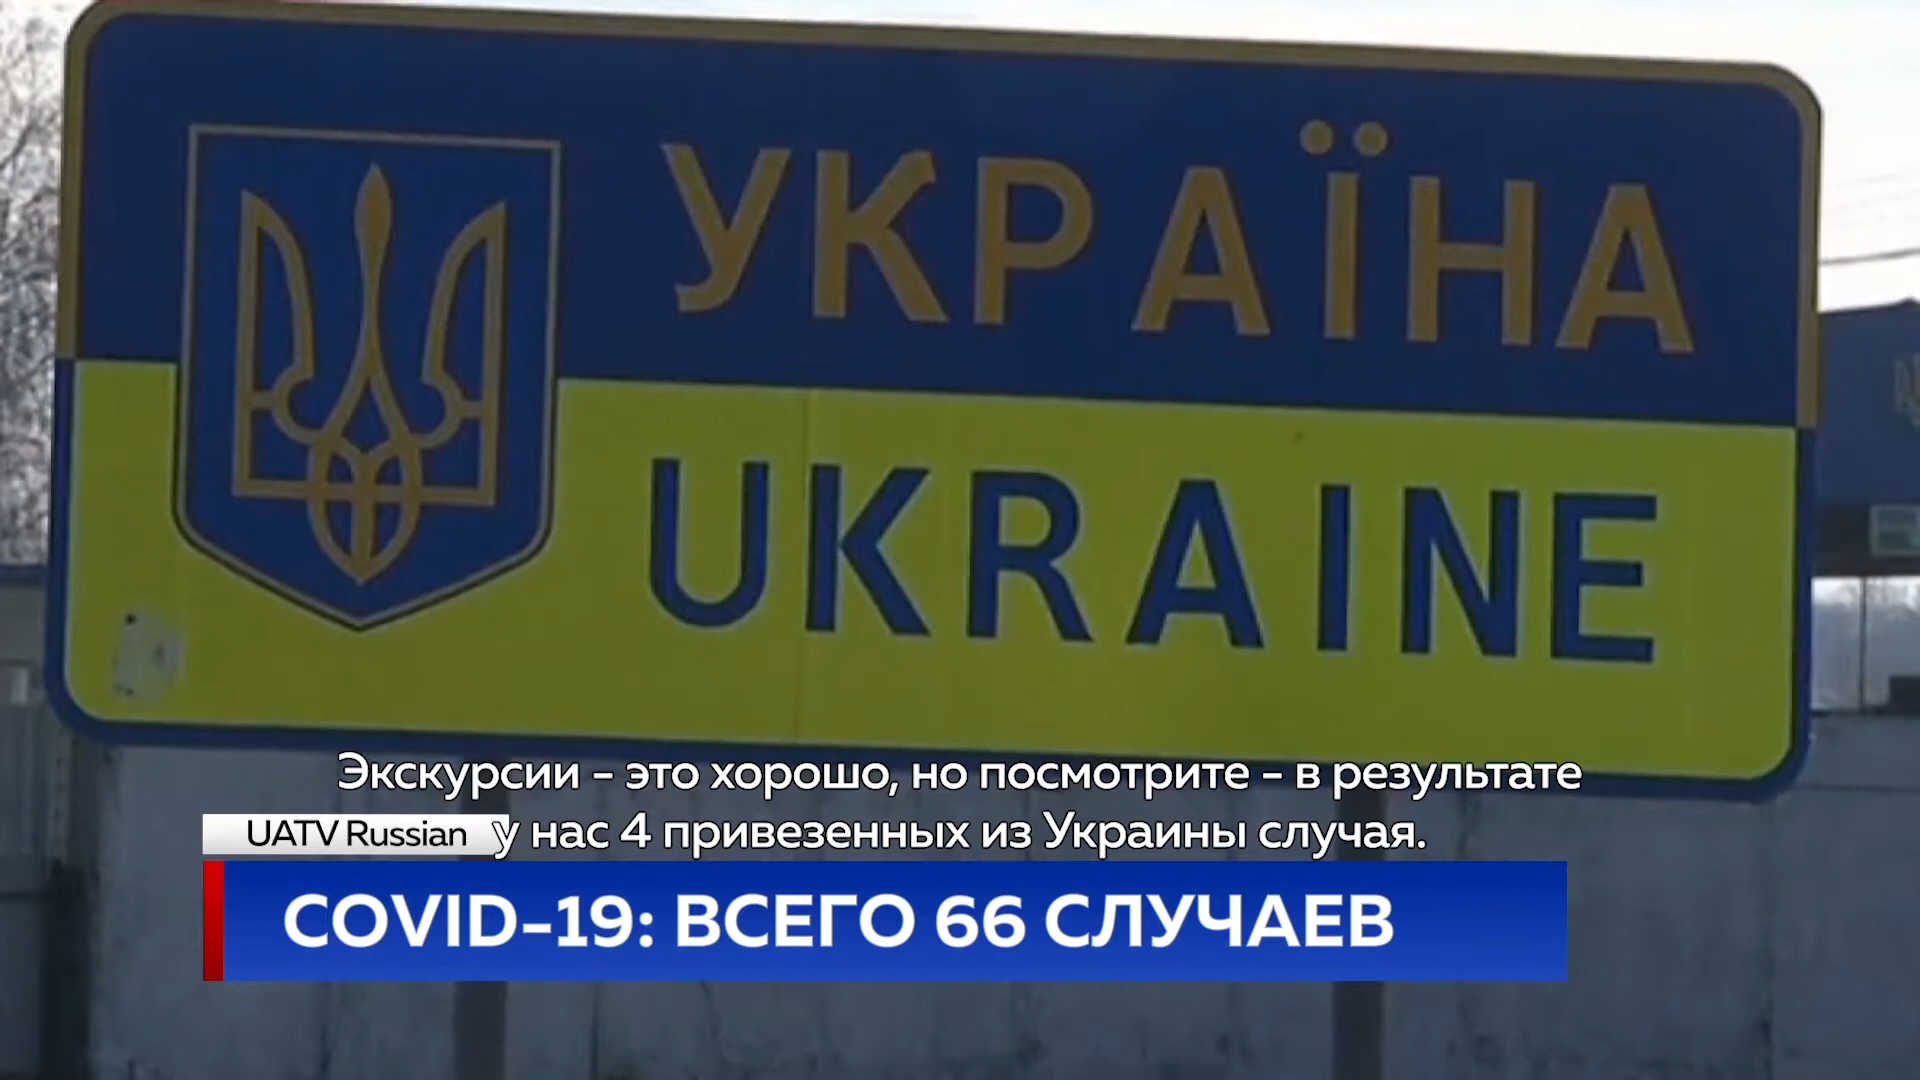 УКРАЇНА
UKRAINE
Экскурсии – это хорошо, но посмотрите – в результате
у нас 4 привезенных из Украины случая.
UATV Russian
COVID-19: ВСЕГО 66 СЛУЧАЕВ